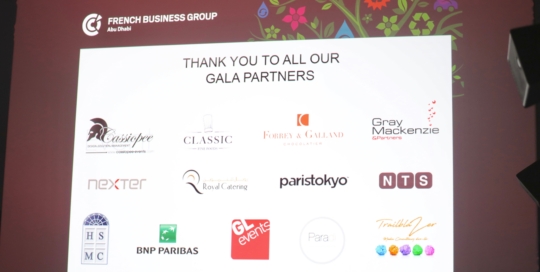 FRENCH BUSINESS GROUP
Abu Dhabi
THANK YOU TO ALL OUR
GALA PARTNERS
Cassiopee
CLASSIC
FORREY & GALLAND
Gray
Mackenzie
&Partners
nexter
Royal Catering
paristokyo
NTS
HS
MC
BNP PARIBAS
GL
events
Para...